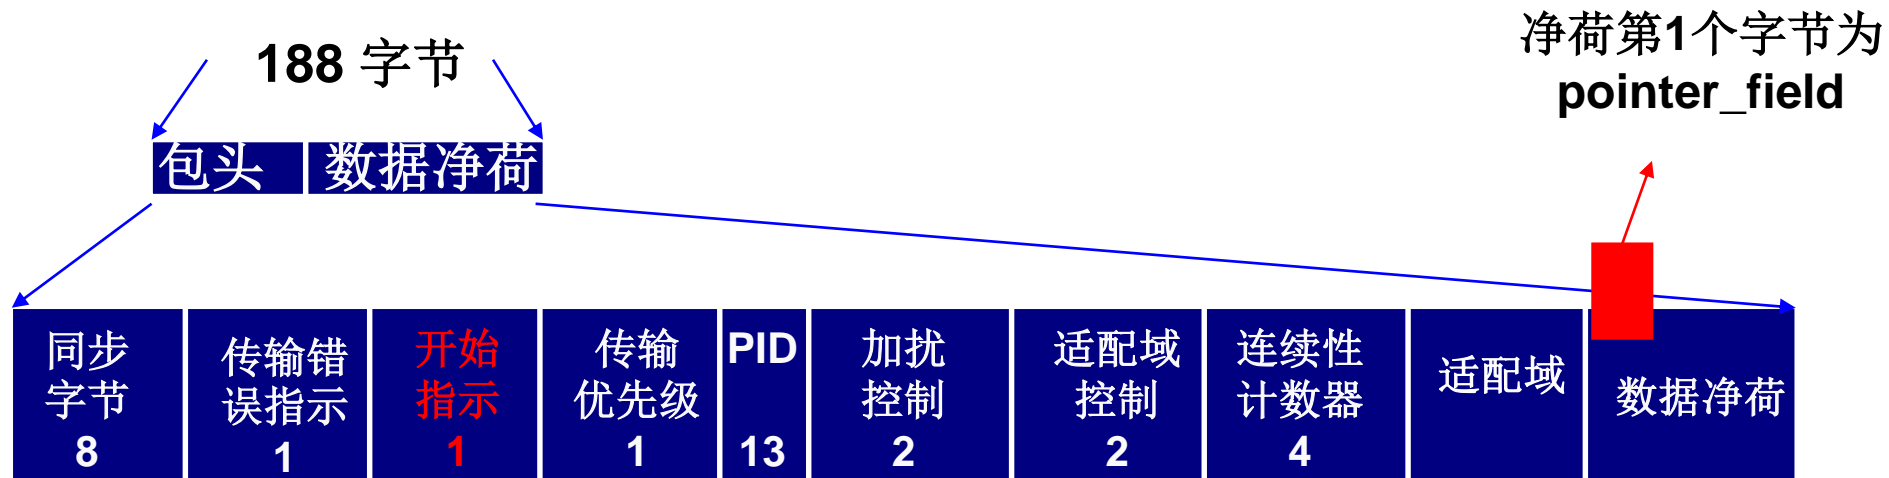 188 字节
净荷第1个字节为
pointer_field
包头
数据净荷
同步
字节
8
传输错
误指示
1
开始
指示
1
传输
优先级
1
PID
13
加扰
控制
2
适配域
控制
2
连续性
计数器
4
适配域
数据净荷